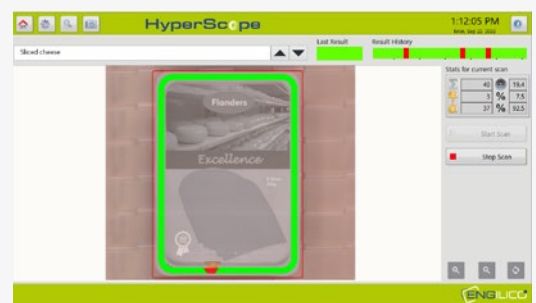 HyperScope
1:12:05 PM
Last Result
Result History
Sliced cheese
Stats for current scan
40 19.4
3 % 7.5
37 % 92.5
Flanders
Excellence
Start Scan
Stop Scan
ENGILICO